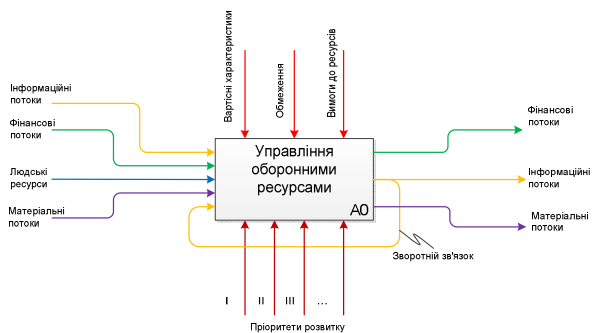 Вартісні характеристики
Обмеження
Вимоги до ресурсів
Інформаційні
потоки
Фінансові
потоки
Людські
ресурси
Матеріальні
потоки
Управління
оборонними
ресурсами
A0
Фінансові
потоки
Інформаційні
потоки
Матеріальні
потоки
Зворотній зв'язок
I
II
III
...
Пріоритети розвитку